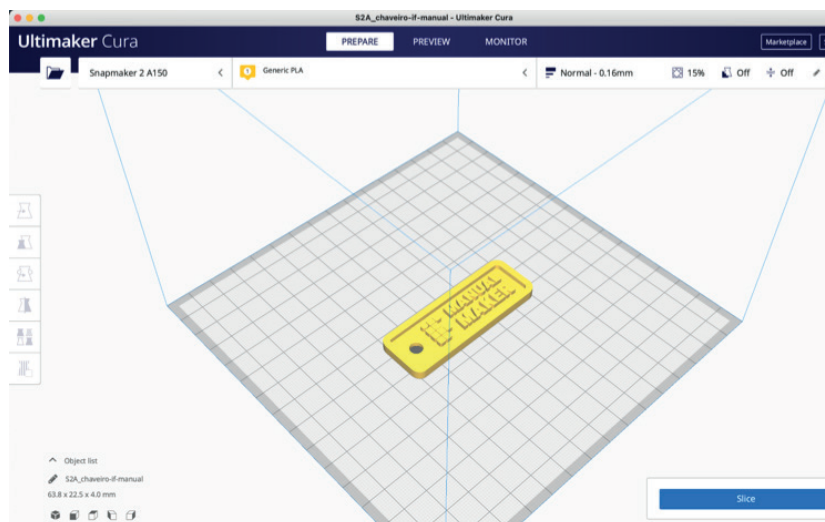 S2A_chaveiro-if-manual - Ultimaker Cura
Ultimaker Cura
PREPARE
PREVIEW
MONITOR
Marketplace
Snapmaker 2 A150
1
Generic PLA
Normal - 0.16mm
15%
Off
Off
MANUAL
MAKER
Object list
S2A_chaveiro-if-manual
63.8 x 22.5 x 4.0 mm
Slice